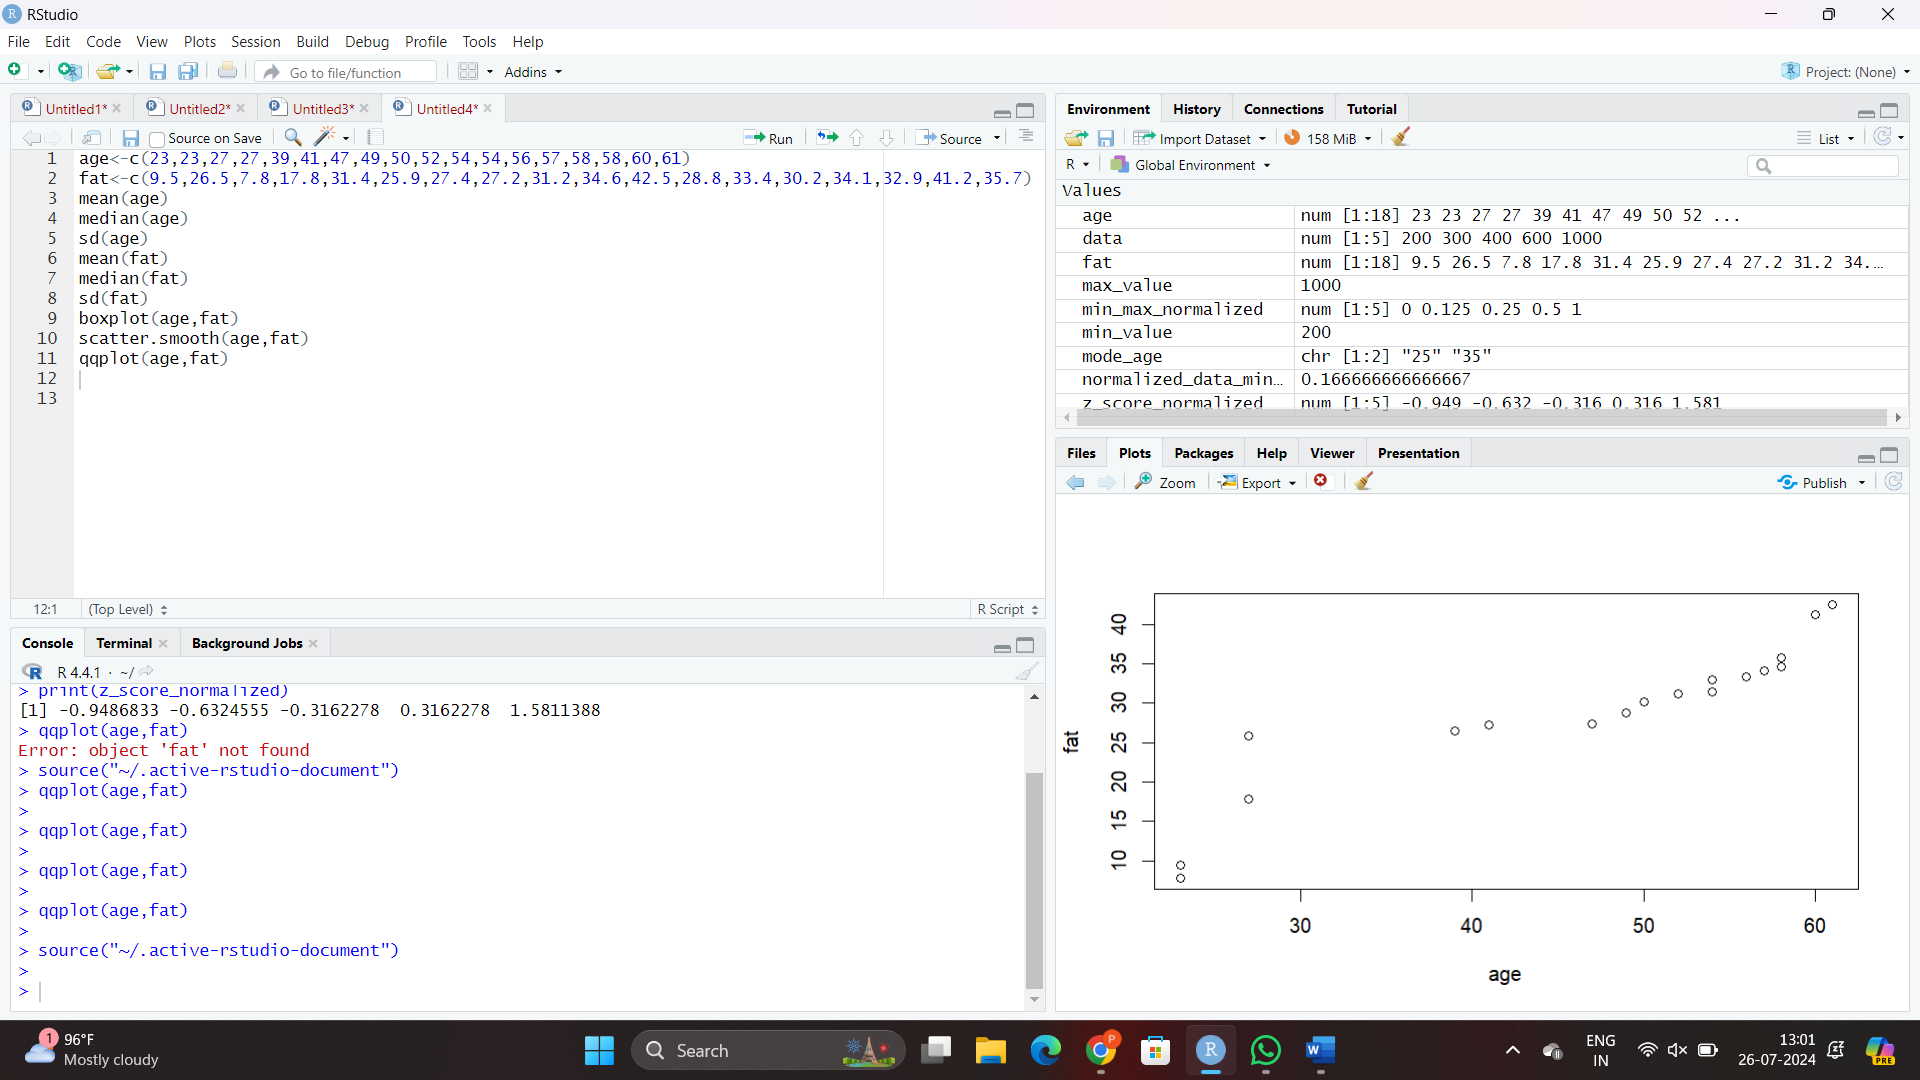 RStudio
File Edit Code View Plots Session Build Debug Profile Tools Help
Go to file/function Addins Project: (None)
Untitled1* Untitled2* Untitled3* Untitled4*
Source on Save Run Source
1 age<-c(23,23,27,27,39,41,47,49,50,52,54,54,56,57,58,58,60,61)
2 fat<-c(9.5,26.5,7.8,17.8,31.4,25.9,27.4,27.2,31.2,34.6,42.5,28.8,33.4,30.2,34.1,32.9,41.2,35.7)
3 mean(age)
4 median(age)
5 sd(age)
6 mean(fat)
7 median(fat)
8 sd(fat)
9 boxplot(age,fat)
10 scatter.smooth(age,fat)
11 qqplot(age,fat)
12
13
12:1 (Top Level) R Script
Console Terminal Background Jobs
R 4.4.1 · ~/
> print(z_score_normalized)
[1] -0.9486833 -0.6324555 -0.3162278 0.3162278 1.5811388
> qqplot(age,fat)
Error: object 'fat' not found
> source("~/.active-rstudio-document")
> qqplot(age,fat)
>
> qqplot(age,fat)
>
> qqplot(age,fat)
>
> qqplot(age,fat)
>
> source("~/.active-rstudio-document")
>
>
Environment History Connections Tutorial
Import Dataset 158 MiB List
R Global Environment
Values
age num [1:18] 23 23 27 27 39 41 47 49 50 52 ...
data num [1:5] 200 300 400 600 1000
fat num [1:18] 9.5 26.5 7.8 17.8 31.4 25.9 27.4 27.2 31.2 34....
max_value 1000
min_max_normalized num [1:5] 0 0.125 0.25 0.5 1
min_value 200
mode_age chr [1:2] "25" "35"
normalized_data_min... 0.166666666666667
z_score_normalized num [1:5] -0.949 -0.632 -0.316 0.316 1.581
Files Plots Packages Help Viewer Presentation
Zoom Export Publish
fat
40
35
30
25
20
15
10
30 40 50 60
age
1 96°F
Mostly cloudy
Search
P
R
W
PRE
ENG
IN
13:01
26-07-2024